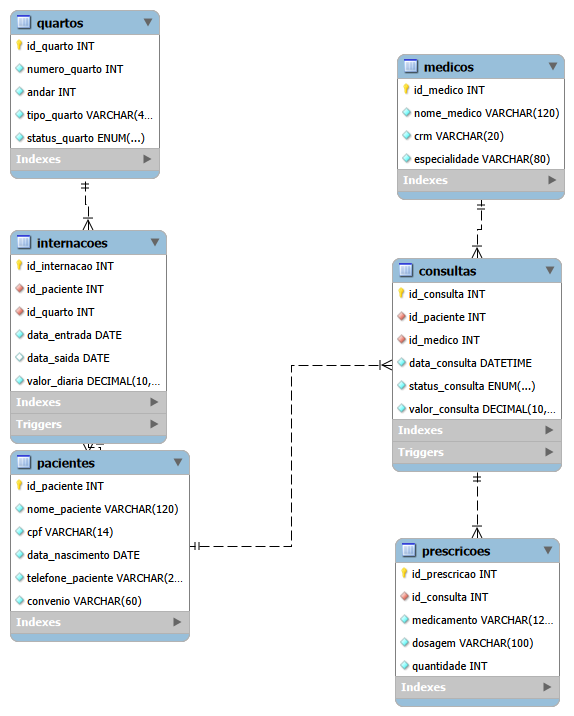 quartos
id_quarto INT
numero_quarto INT
andar INT
tipo_quarto VARCHAR(4...
status_quarto ENUM(...)
Indexes
internacoes
id_internacao INT
id_paciente INT
id_quarto INT
data_entrada DATE
data_saida DATE
valor_diaria DECIMAL(10,...
Indexes
Triggers
pacientes
id_paciente INT
nome_paciente VARCHAR(120)
cpf VARCHAR(14)
data_nascimento DATE
telefone_paciente VARCHAR(2...
convenio VARCHAR(60)
Indexes
medicos
id_medico INT
nome_medico VARCHAR(120)
crm VARCHAR(20)
especialidade VARCHAR(80)
Indexes
consultas
id_consulta INT
id_paciente INT
id_medico INT
data_consulta DATETIME
status_consulta ENUM(...)
valor_consulta DECIMAL(10,...
Indexes
Triggers
prescricoes
id_prescricao INT
id_consulta INT
medicamento VARCHAR(12...
dosagem VARCHAR(100)
quantidade INT
Indexes